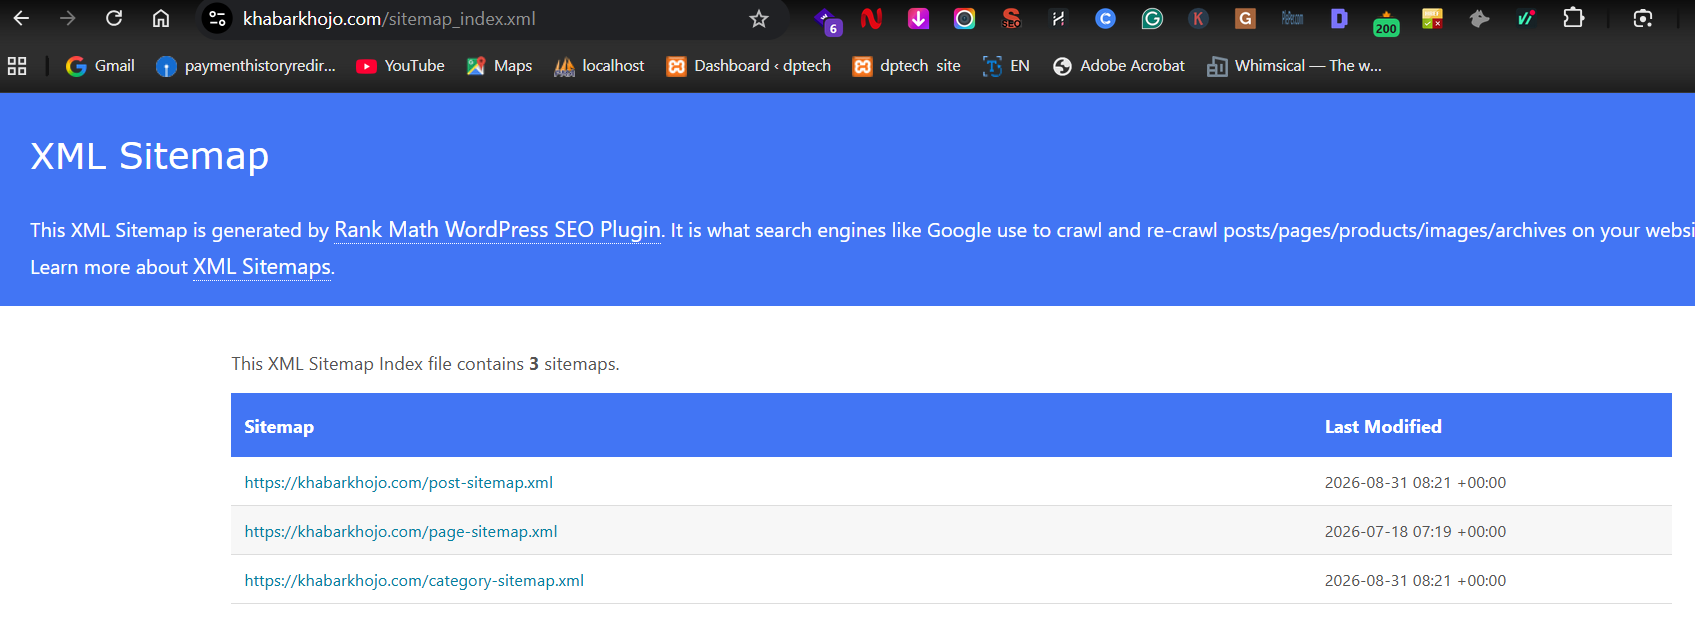 khabarkhojo.com/sitemap_index.xml
6
SEO
200
Gmail
paymenthistoryredir...
YouTube
Maps
localhost
Dashboard ‹ dptech
dptech site
EN
Adobe Acrobat
Whimsical — The w...
XML Sitemap
This XML Sitemap is generated by Rank Math WordPress SEO Plugin. It is what search engines like Google use to crawl and re-crawl posts/pages/products/images/archives on your websi
Learn more about XML Sitemaps.
This XML Sitemap Index file contains 3 sitemaps.
Sitemap Last Modified
https://khabarkhojo.com/post-sitemap.xml 2026-08-31 08:21 +00:00
https://khabarkhojo.com/page-sitemap.xml 2026-07-18 07:19 +00:00
https://khabarkhojo.com/category-sitemap.xml 2026-08-31 08:21 +00:00